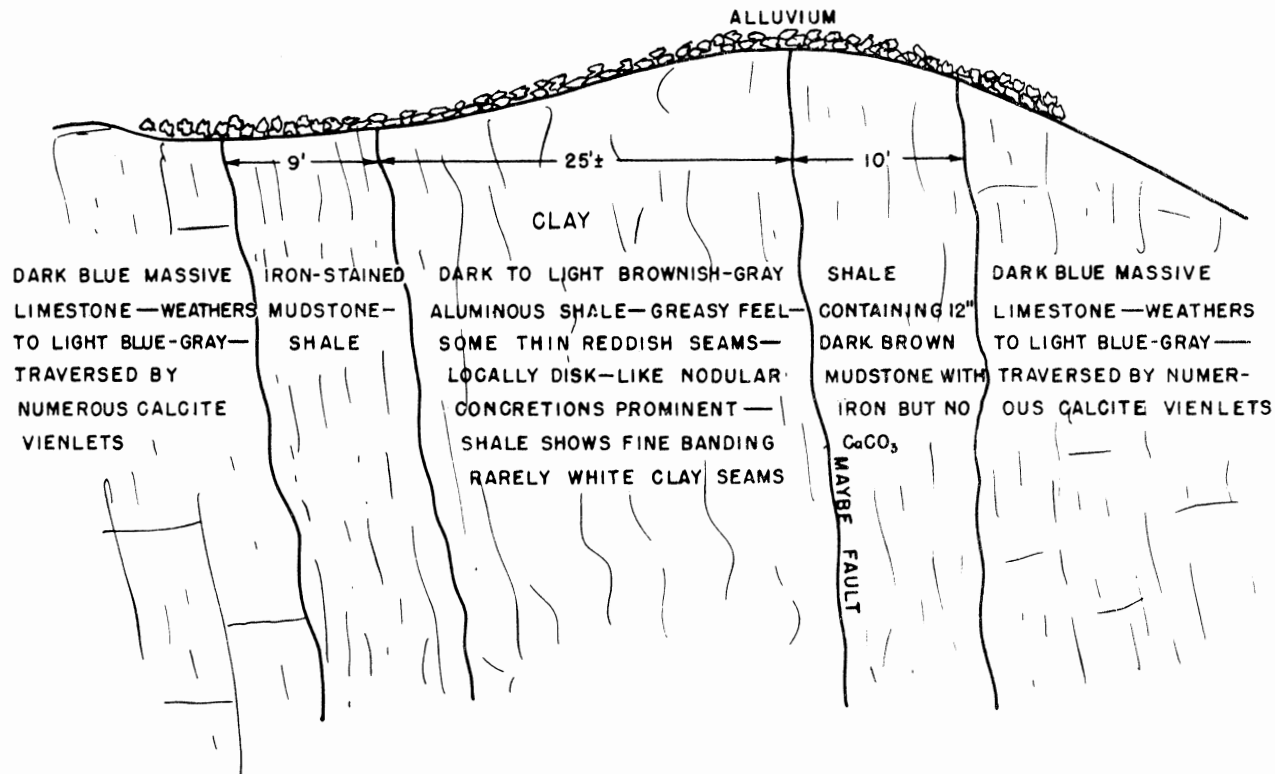 ALLUVIUM
9'
25'±
10'
CLAY
DARK BLUE MASSIVE
LIMESTONE—WEATHERS
TO LIGHT BLUE-GRAY—
TRAVERSED BY
NUMEROUS CALCITE
VIENLETS
IRON-STAINED
MUDSTONE-
SHALE
DARK TO LIGHT BROWNISH-GRAY
ALUMINOUS SHALE—GREASY FEEL—
SOME THIN REDDISH SEAMS—
LOCALLY DISK-LIKE NODULAR
CONCRETIONS PROMINENT—
SHALE SHOWS FINE BANDING
RARELY WHITE CLAY SEAMS
SHALE
CONTAINING 12"
DARK BROWN
MUDSTONE WITH
IRON BUT NO
CaCO₃
MAYBE FAULT
DARK BLUE MASSIVE
LIMESTONE—WEATHERS
TO LIGHT BLUE-GRAY—
TRAVERSED BY NUMER-
OUS CALCITE VIENLETS